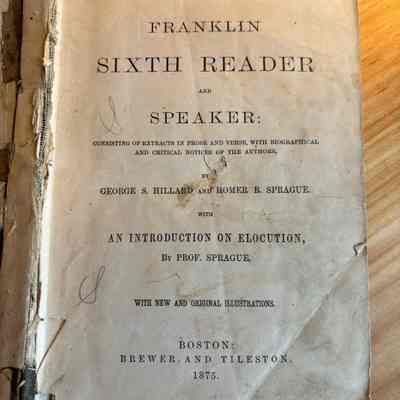 FRANKLIN
SIXTH READER
AND
SPEAKER:
CONSISTING OF EXTRACTS IN PROSE AND VERSE, WITH BIOGRAPHICAL
AND CRITICAL NOTICES OF THE AUTHORS,
BY
GEORGE S. HILLARD AND HOMER B. SPRAGUE.
WITH
AN INTRODUCTION ON ELOCUTION,
BY PROF. SPRAGUE.
WITH NEW AND ORIGINAL ILLUSTRATIONS.
BOSTON:
BREWER AND TILESTON.
1875.